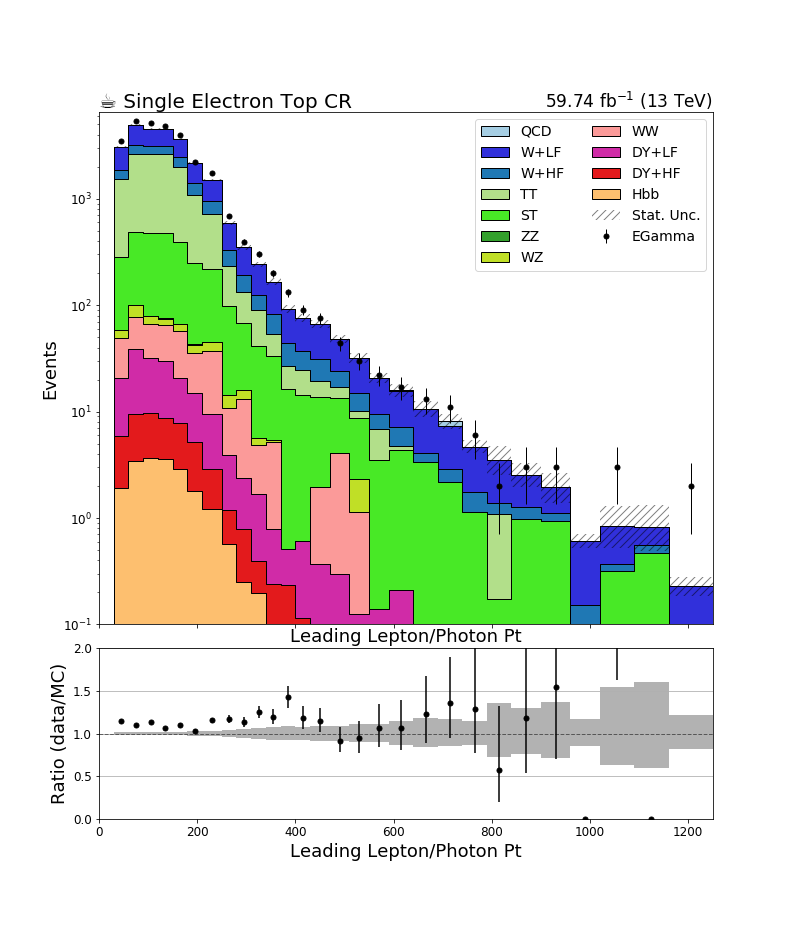 ☕ Single Electron Top CR
59.74 fb⁻¹ (13 TeV)
QCD
W+LF
W+HF
TT
ST
ZZ
WZ
WW
DY+LF
DY+HF
Hbb
Stat. Unc.
EGamma
Events
10³
10²
10¹
10⁰
10⁻¹
Leading Lepton/Photon Pt
Ratio (data/MC)
2.0
1.5
1.0
0.5
0.0
0 200 400 600 800 1000 1200
Leading Lepton/Photon Pt